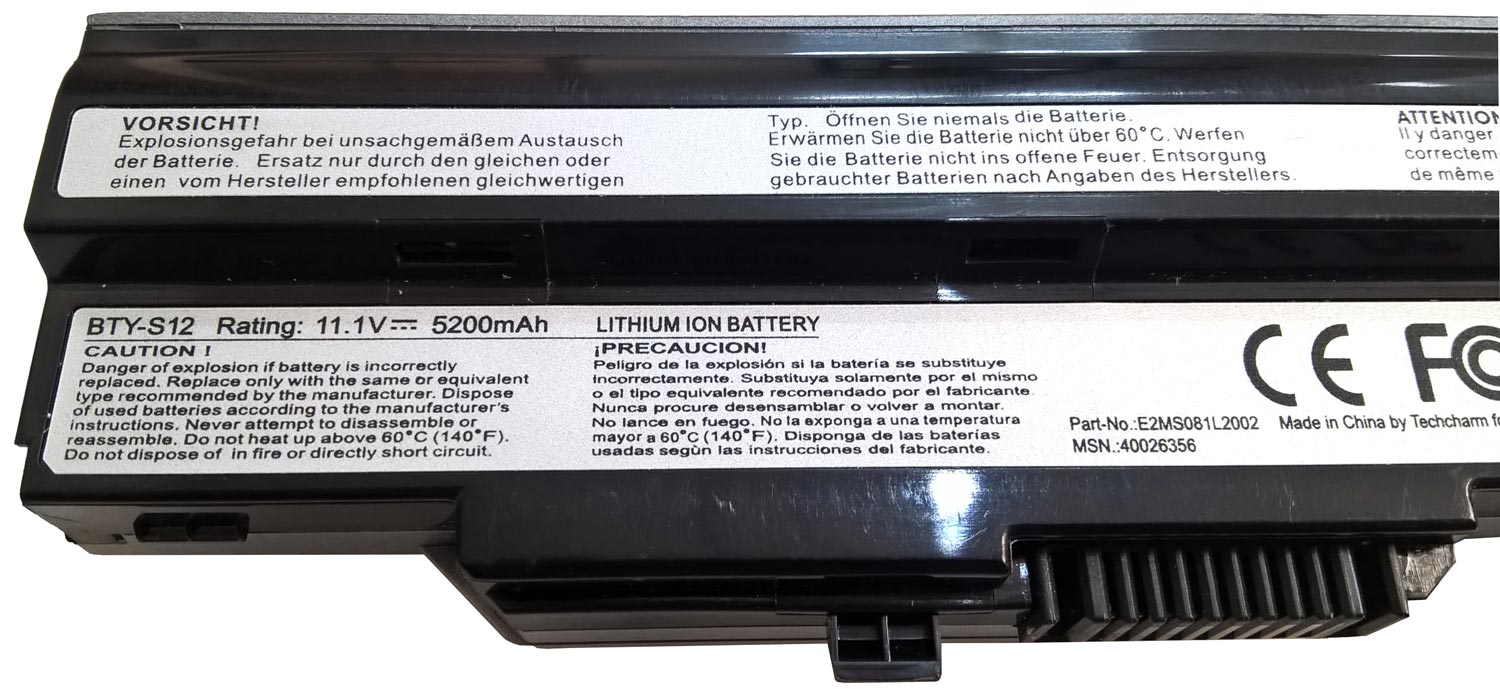 VORSICHT!
Explosionsgefahr bei unsachgemäßem Austausch
der Batterie. Ersatz nur durch den gleichen oder
einen vom Hersteller empfohlenen gleichwertigen
Typ. Öffnen Sie niemals die Batterie.
Erwärmen Sie die Batterie nicht über 60°C. Werfen
Sie die Batterie nicht ins offene Feuer. Entsorgung
gebrauchter Batterien nach Angaben des Herstellers.
ATTENTION
Il y danger
correctem
de même
BTY-S12 Rating: 11.1V⎓ 5200mAh LITHIUM ION BATTERY
CAUTION !
Danger of explosion if battery is incorrectly
replaced. Replace only with the same or equivalent
type recommended by the manufacturer. Dispose
of used batteries according to the manufacturer's
instructions. Never attempt to disassemble or
reassemble. Do not heat up above 60°C (140°F).
Do not dispose of in fire or directly short circuit.
¡PRECAUCION!
Peligro de la explosión si la batería se substituye
incorrectamente. Substituya solamente por el mismo
o el tipo equivalente recomendado por el fabricante.
Nunca procure desensamblar o volver a montar.
No lance en fuego. No la exponga a una temperatura
mayor a 60°C (140°F). Disponga de las baterías
usadas segùn las instrucciones del fabricante.
CE FC
Part-No.:E2MS081L2002 Made in China by Techcharm fo
MSN.:40026356